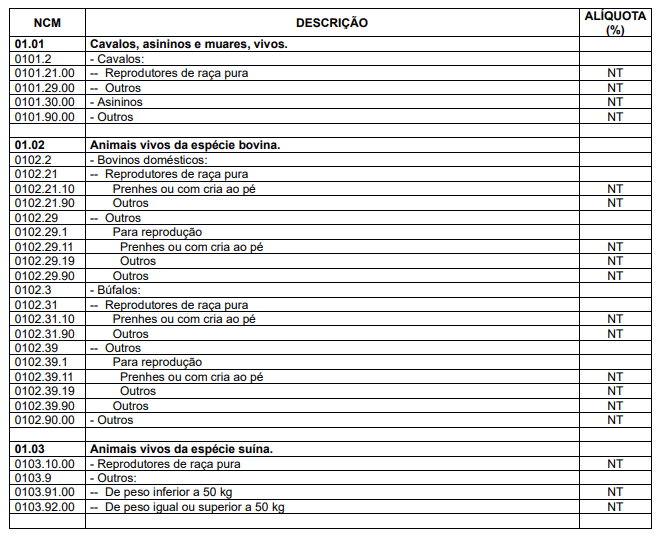 NCM DESCRIÇÃO ALÍQUOTA (%)
01.01 Cavalos, asininos e muares, vivos.
0101.2 - Cavalos:
0101.21.00 -- Reprodutores de raça pura NT
0101.29.00 -- Outros NT
0101.30.00 - Asininos NT
0101.90.00 - Outros NT
01.02 Animais vivos da espécie bovina.
0102.2 - Bovinos domésticos:
0102.21 -- Reprodutores de raça pura
0102.21.10 Prenhes ou com cria ao pé NT
0102.21.90 Outros NT
0102.29 -- Outros
0102.29.1 Para reprodução
0102.29.11 Prenhes ou com cria ao pé NT
0102.29.19 Outros NT
0102.29.90 Outros NT
0102.3 - Búfalos:
0102.31 -- Reprodutores de raça pura
0102.31.10 Prenhes ou com cria ao pé NT
0102.31.90 Outros NT
0102.39 -- Outros
0102.39.1 Para reprodução
0102.39.11 Prenhes ou com cria ao pé NT
0102.39.19 Outros NT
0102.39.90 Outros NT
0102.90.00 - Outros NT
01.03 Animais vivos da espécie suína.
0103.10.00 - Reprodutores de raça pura NT
0103.9 - Outros:
0103.91.00 -- De peso inferior a 50 kg NT
0103.92.00 -- De peso igual ou superior a 50 kg NT